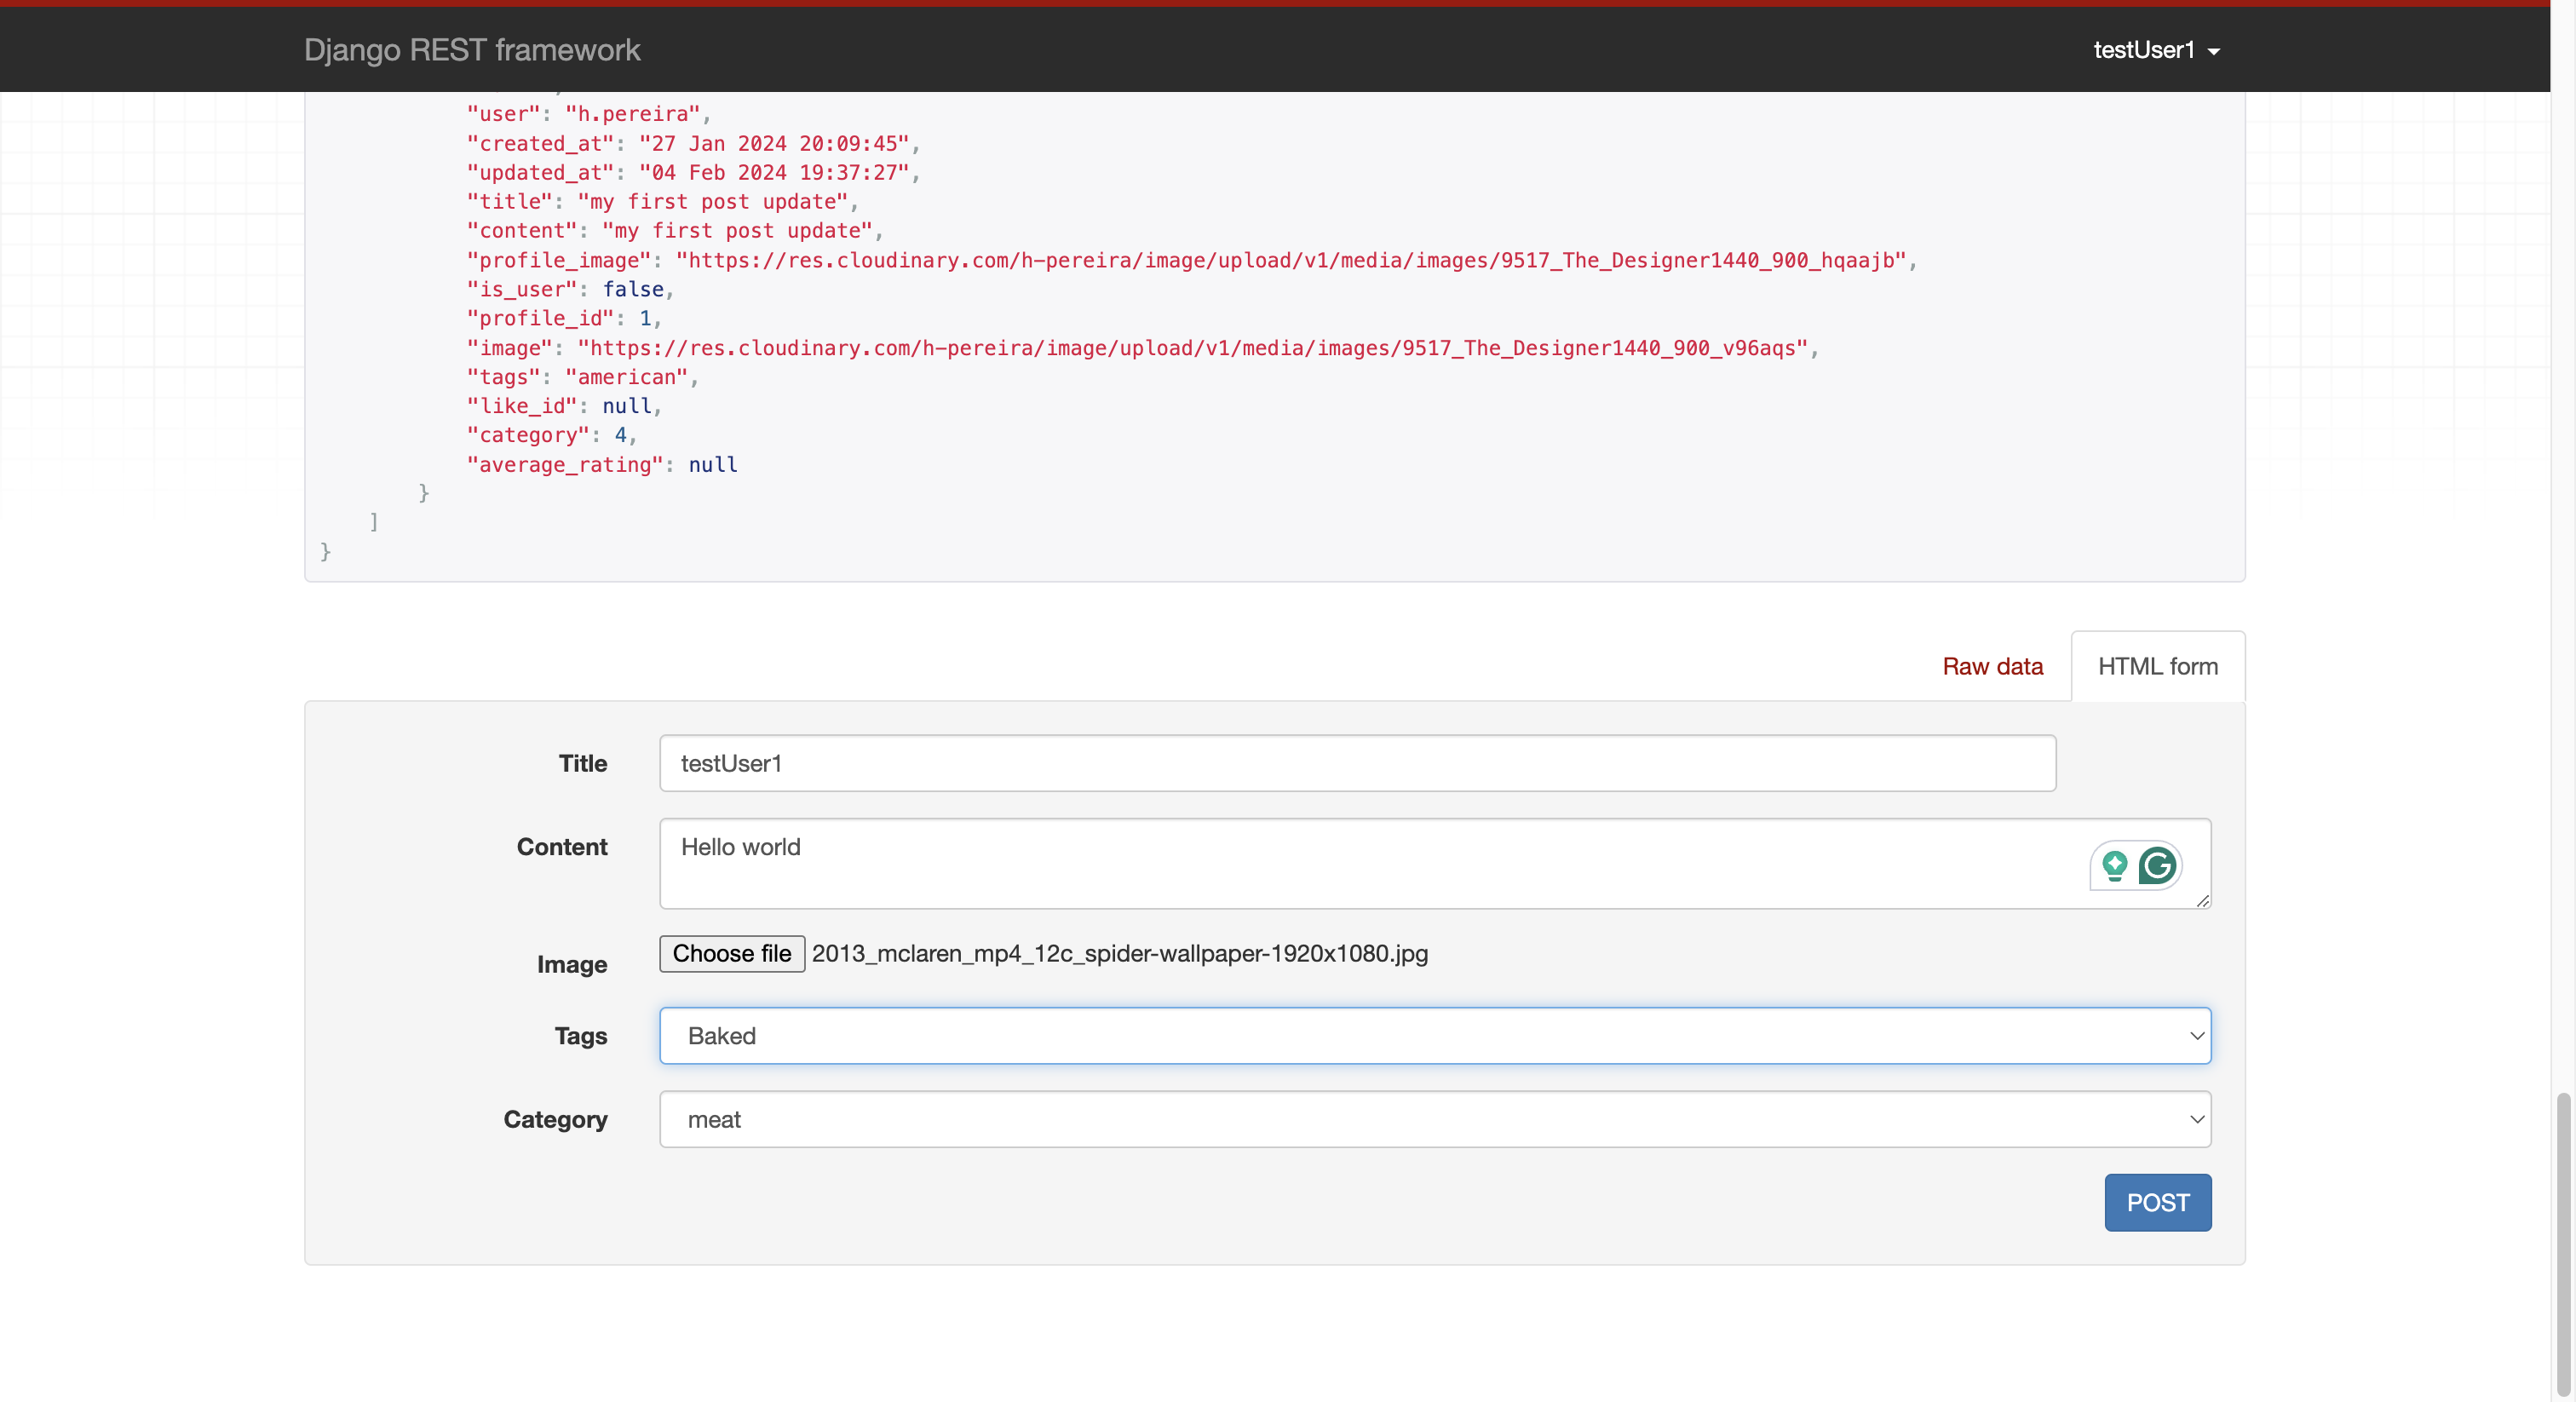 Django REST framework
testUser1
"user": "h.pereira",
"created_at": "27 Jan 2024 20:09:45",
"updated_at": "04 Feb 2024 19:37:27",
"title": "my first post update",
"content": "my first post update",
"profile_image": "https://res.cloudinary.com/h-pereira/image/upload/v1/media/images/9517_The_Designer1440_900_hqaajb",
"is_user": false,
"profile_id": 1,
"image": "https://res.cloudinary.com/h-pereira/image/upload/v1/media/images/9517_The_Designer1440_900_v96aqs",
"tags": "american",
"like_id": null,
"category": 4,
"average_rating": null
}
]
}
Raw data
HTML form
Title
testUser1
Content
Hello world
Image
Choose file 2013_mclaren_mp4_12c_spider-wallpaper-1920x1080.jpg
Tags
Baked
Category
meat
POST